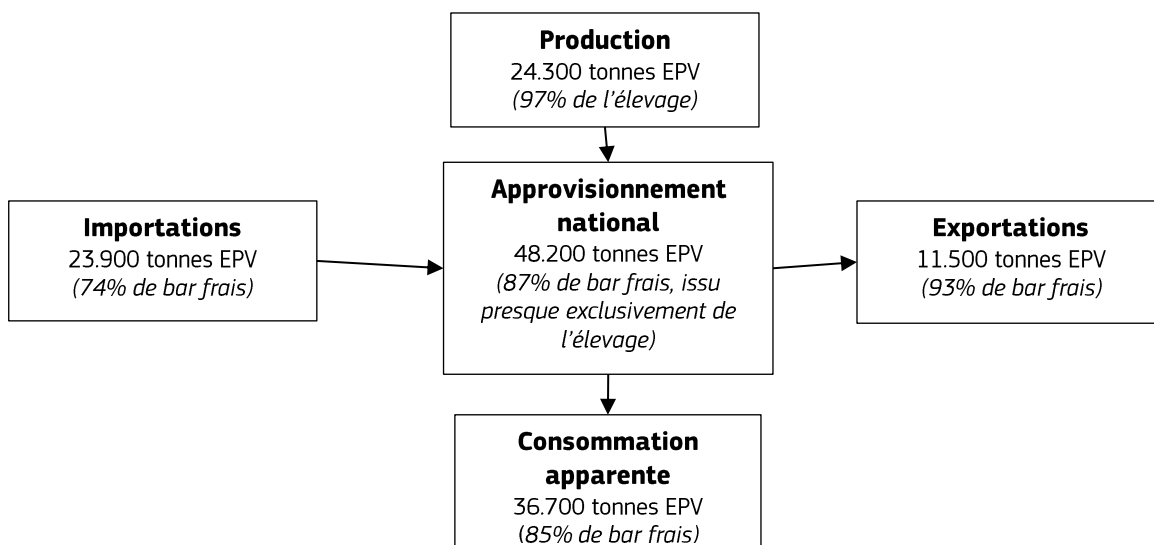 Production
24.300 tonnes EPV
(97% de l'élevage)
Importations
23.900 tonnes EPV
(74% de bar frais)
Approvisionnement
national
48.200 tonnes EPV
(87% de bar frais, issu
presque exclusivement de
l'élevage)
Exportations
11.500 tonnes EPV
(93% de bar frais)
Consommation
apparente
36.700 tonnes EPV
(85% de bar frais)